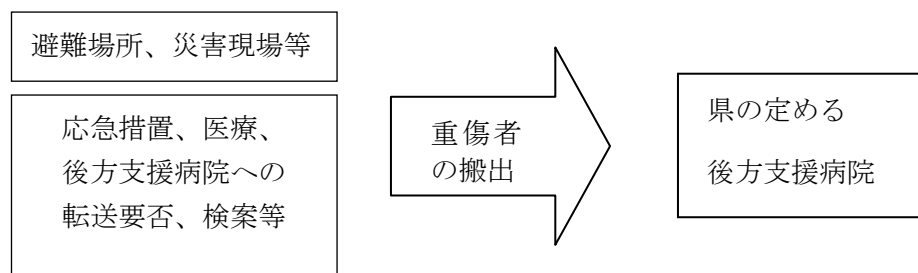 避難場所、災害現場等
応急措置、医療、
後方支援病院への
転送要否、検案等
重傷者
の搬出
県の定める
後方支援病院